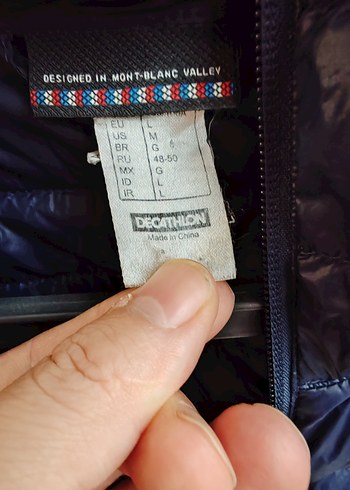 DESIGNED IN MONT-BLANC VALLEY
EU L
US M
BR G
RU 48-50
MX G
ID L
IR L
DECATHLON
Made in China